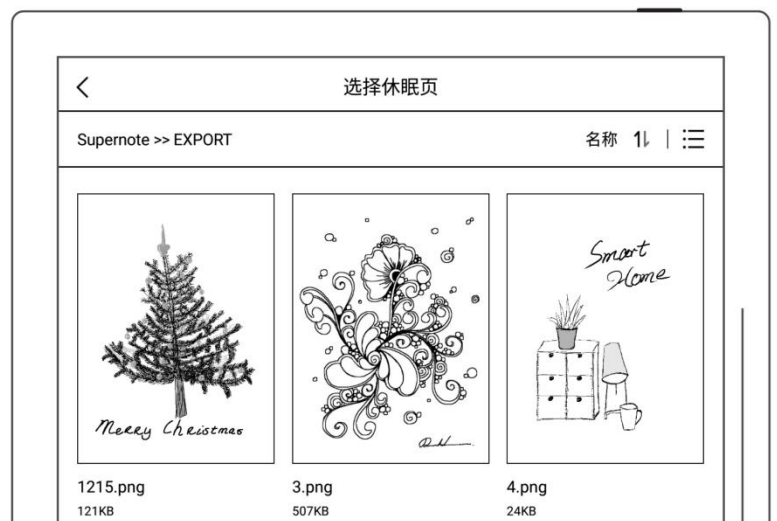 选择休眠页
Supernote >> EXPORT
名称
Merry Christmas
Smart
Home
1215.png
3.png
4.png
121KB
507KB
24KB